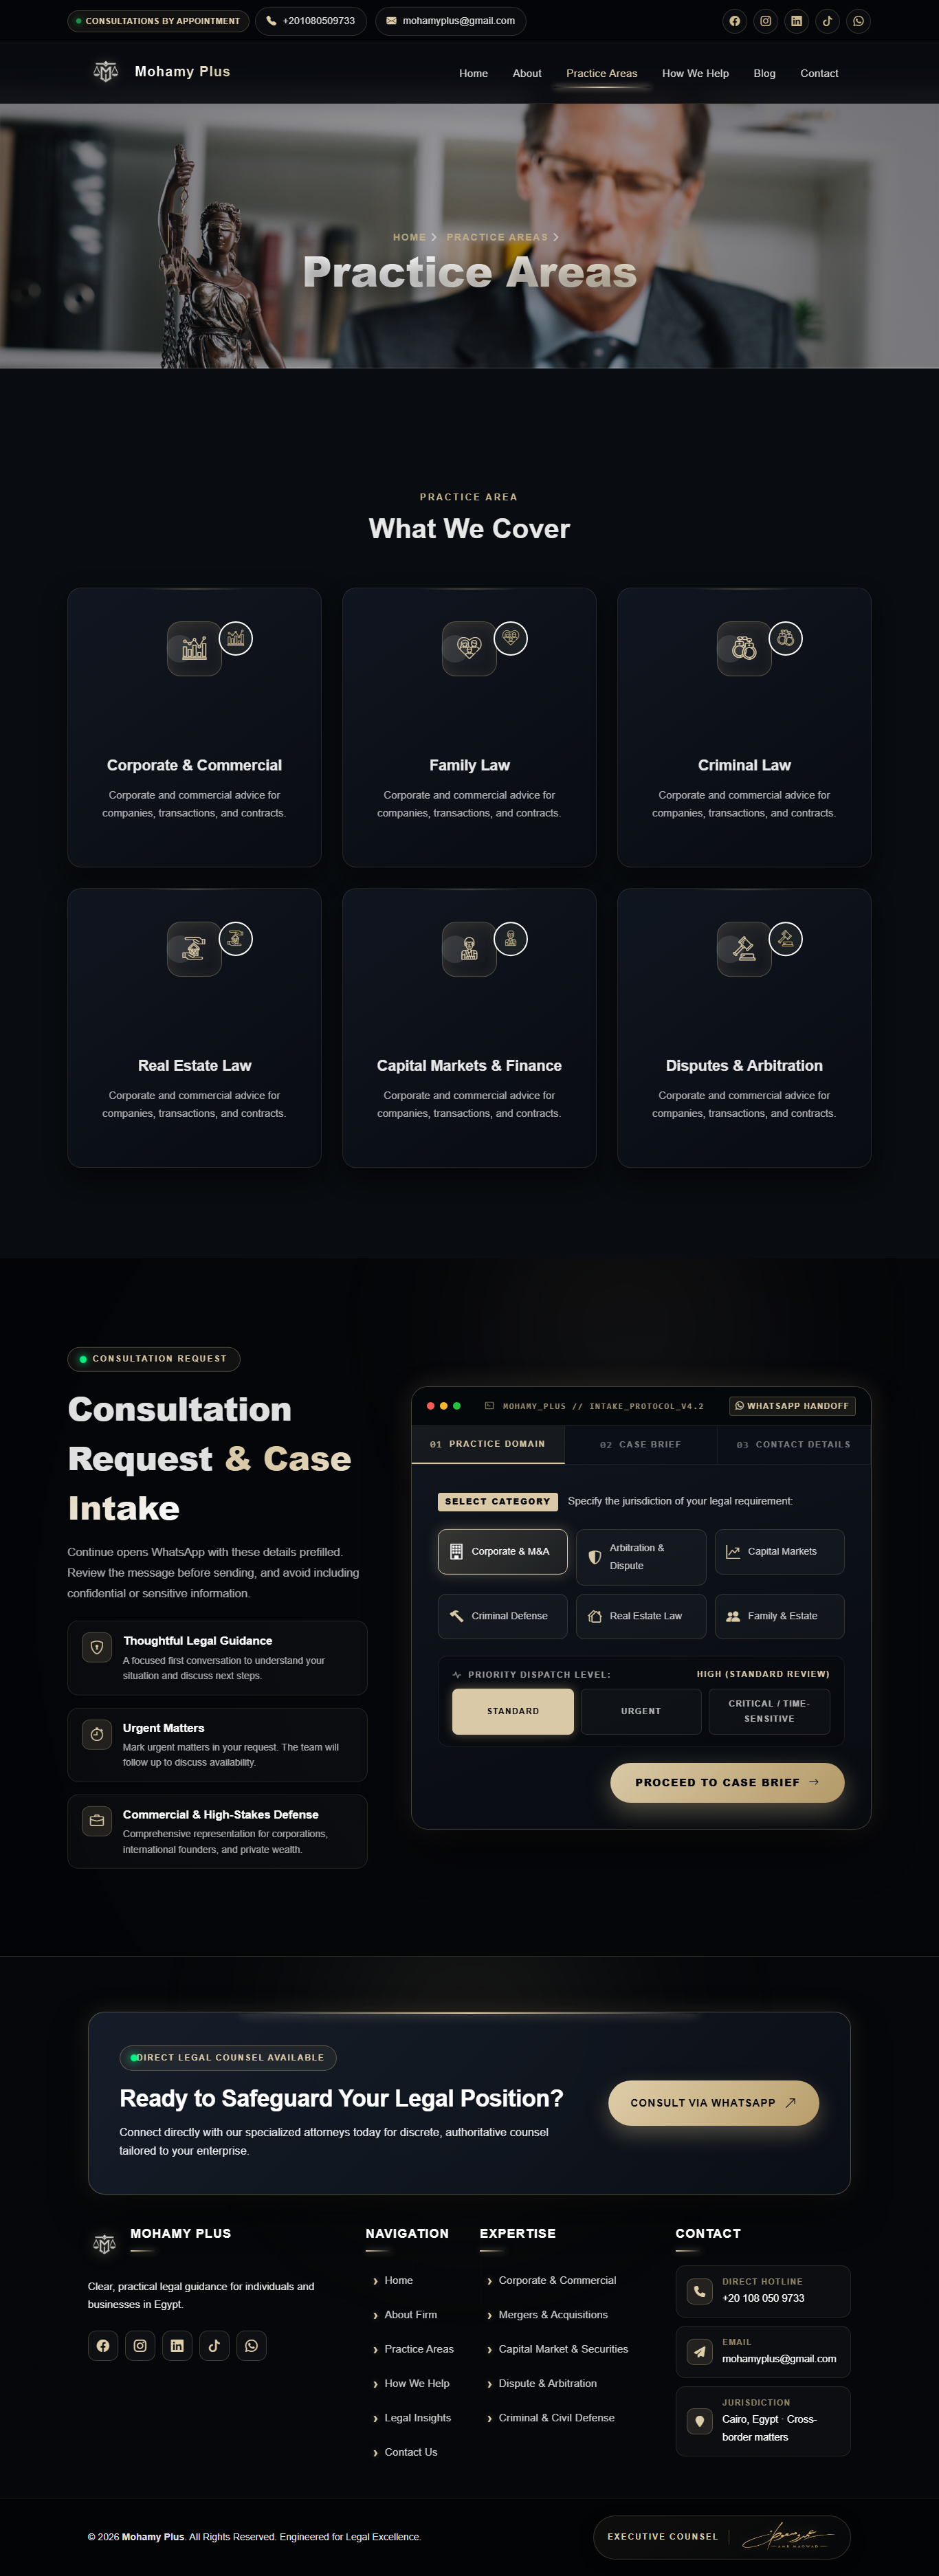 CONSULTATIONS BY APPOINTMENT
+201080509733
mohamyplus@gmail.com
Mohamy Plus
Home
About
Practice Areas
How We Help
Blog
Contact
HOME
PRACTICE AREAS
Practice Areas
PRACTICE AREA
What We Cover
Corporate & Commercial
Corporate and commercial advice for
companies, transactions, and contracts.
Family Law
Corporate and commercial advice for
companies, transactions, and contracts.
Criminal Law
Corporate and commercial advice for
companies, transactions, and contracts.
Real Estate Law
Corporate and commercial advice for
companies, transactions, and contracts.
Capital Markets & Finance
Corporate and commercial advice for
companies, transactions, and contracts.
Disputes & Arbitration
Corporate and commercial advice for
companies, transactions, and contracts.
CONSULTATION REQUEST
Consultation
Request & Case
Intake
Continue opens WhatsApp with these details prefilled.
Review the message before sending, and avoid including
confidential or sensitive information.
Thoughtful Legal Guidance
A focused first conversation to understand your
situation and discuss next steps.
Urgent Matters
Mark urgent matters in your request. The team will
follow up to discuss availability.
Commercial & High-Stakes Defense
Comprehensive representation for corporations,
international founders, and private wealth.
MOHAMY_PLUS // INTAKE_PROTOCOL_V4.2
WHATSAPP HANDOFF
01 PRACTICE DOMAIN
02 CASE BRIEF
03 CONTACT DETAILS
SELECT CATEGORY
Specify the jurisdiction of your legal requirement:
Corporate & M&A
Arbitration &
Dispute
Capital Markets
Criminal Defense
Real Estate Law
Family & Estate
PRIORITY DISPATCH LEVEL:
HIGH (STANDARD REVIEW)
STANDARD
URGENT
CRITICAL / TIME-
SENSITIVE
PROCEED TO CASE BRIEF
DIRECT LEGAL COUNSEL AVAILABLE
Ready to Safeguard Your Legal Position?
Connect directly with our specialized attorneys today for discrete, authoritative counsel
tailored to your enterprise.
CONSULT VIA WHATSAPP
MOHAMY PLUS
Clear, practical legal guidance for individuals and
businesses in Egypt.
NAVIGATION
Home
About Firm
Practice Areas
How We Help
Legal Insights
Contact Us
EXPERTISE
Corporate & Commercial
Mergers & Acquisitions
Capital Market & Securities
Dispute & Arbitration
Criminal & Civil Defense
CONTACT
DIRECT HOTLINE
+20 108 050 9733
EMAIL
mohamyplus@gmail.com
JURISDICTION
Cairo, Egypt · Cross-
border matters
© 2026 Mohamy Plus. All Rights Reserved. Engineered for Legal Excellence.
EXECUTIVE COUNSEL